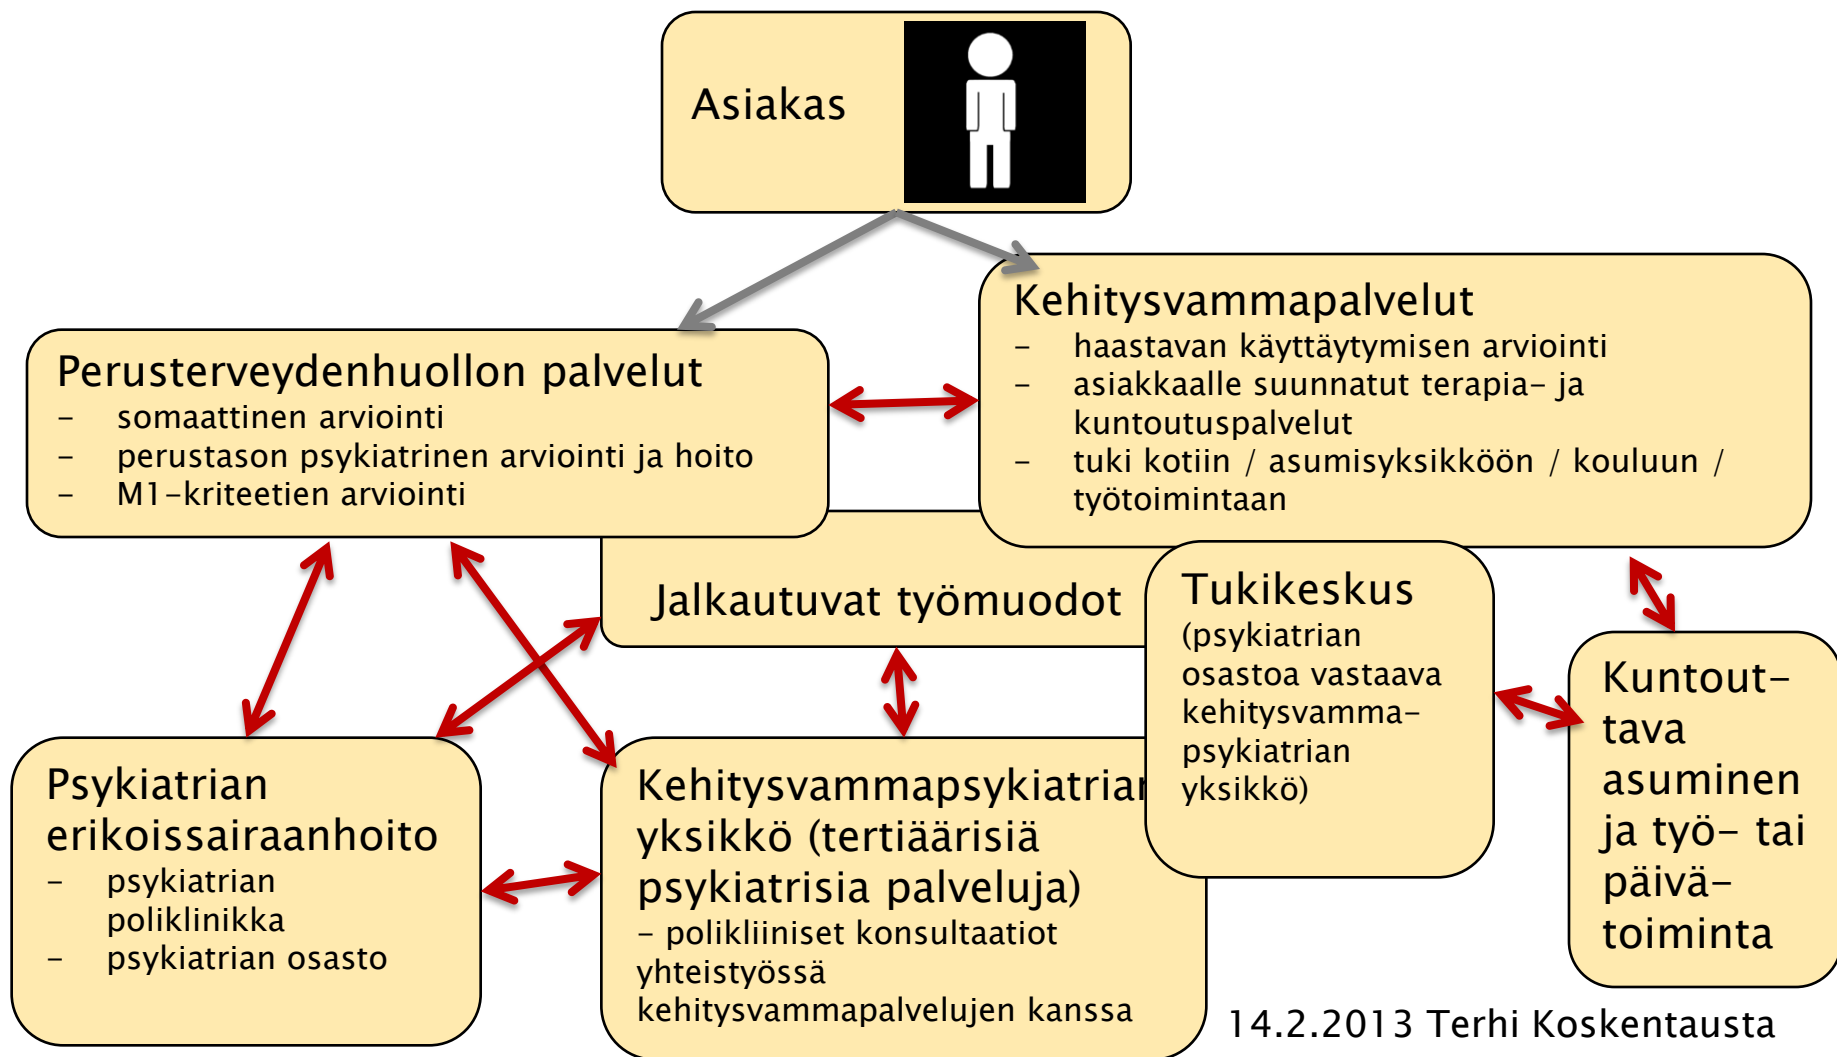 Asiakas
Kehitysvammapalvelut
– haastavan käyttäytymisen arviointi
– asiakkaalle suunnatut terapia– ja
kuntoutuspalvelut
– tuki kotiin / asumisyksikköön / kouluun /
työtoimintaan
Perusterveydenhuollon palvelut
– somaattinen arviointi
– perustason psykiatrinen arviointi ja hoito
– M1–kriteetien arviointi
Jalkautuvat työmuodot
Tukikeskus
(psykiatrian
osastoa vastaava
kehitysvamma–
psykiatrian
yksikkö)
Kuntout–
tava
asuminen
ja työ– tai
päivä–
toiminta
Psykiatrian
erikoissairaanhoito
– psykiatrian
poliklinikka
– psykiatrian osasto
Kehitysvammapsykiatrian
yksikkö (tertiäärisiä
psykiatrisia palveluja)
– polikliiniset konsultaatiot
yhteistyössä
kehitysvammapalvelujen kanssa
14.2.2013 Terhi Koskentausta